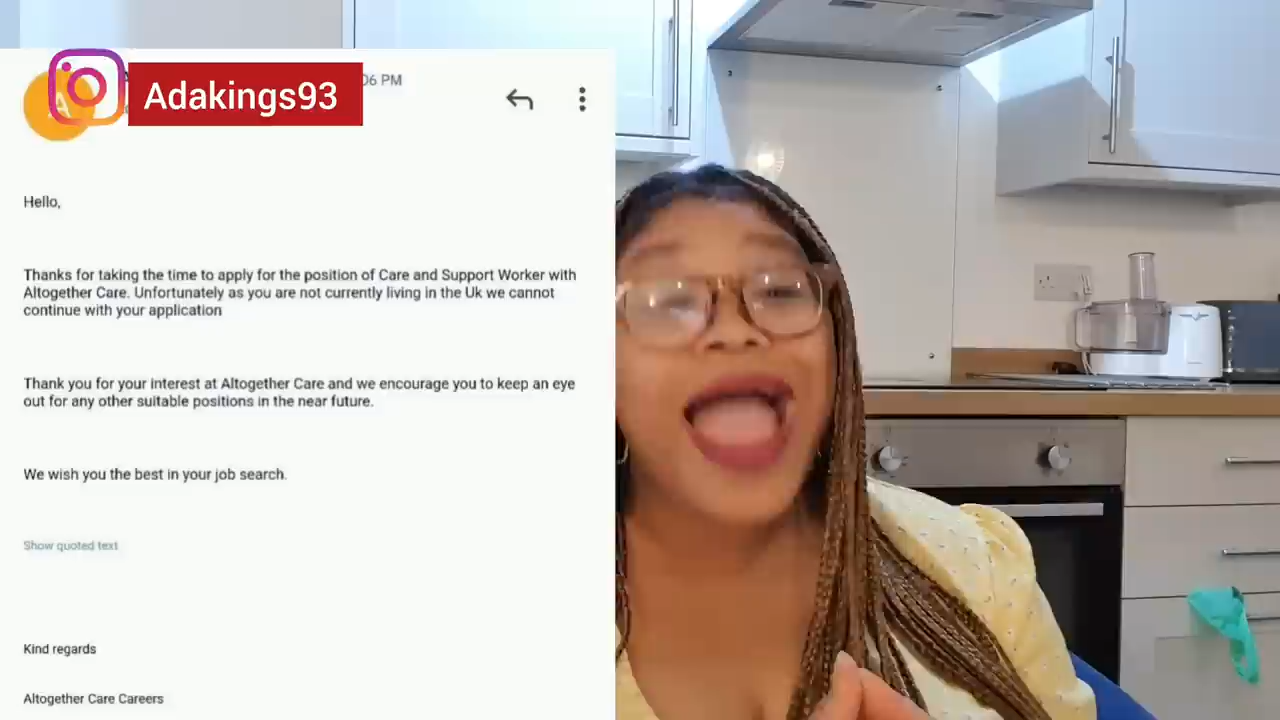 Adakings93
06 PM
Hello,
Thanks for taking the time to apply for the position of Care and Support Worker with
Altogether Care. Unfortunately as you are not currently living in the Uk we cannot
continue with your application
Thank you for your interest at Altogether Care and we encourage you to keep an eye
out for any other suitable positions in the near future.
We wish you the best in your job search.
Show quoted text
Kind regards
Altogether Care Careers